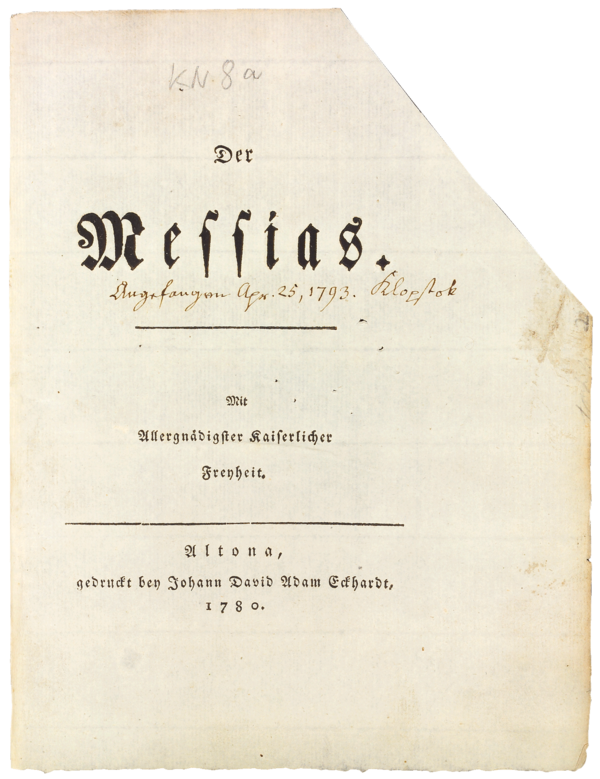 KN. 8a
Der
Messias.
Angefangen Apr. 25, 1793. Klopstok
Mit
Allergnädigster Kaiserlicher
Freyheit.
Altona,
gedruckt bey Johann David Adam Eckhardt,
1780.